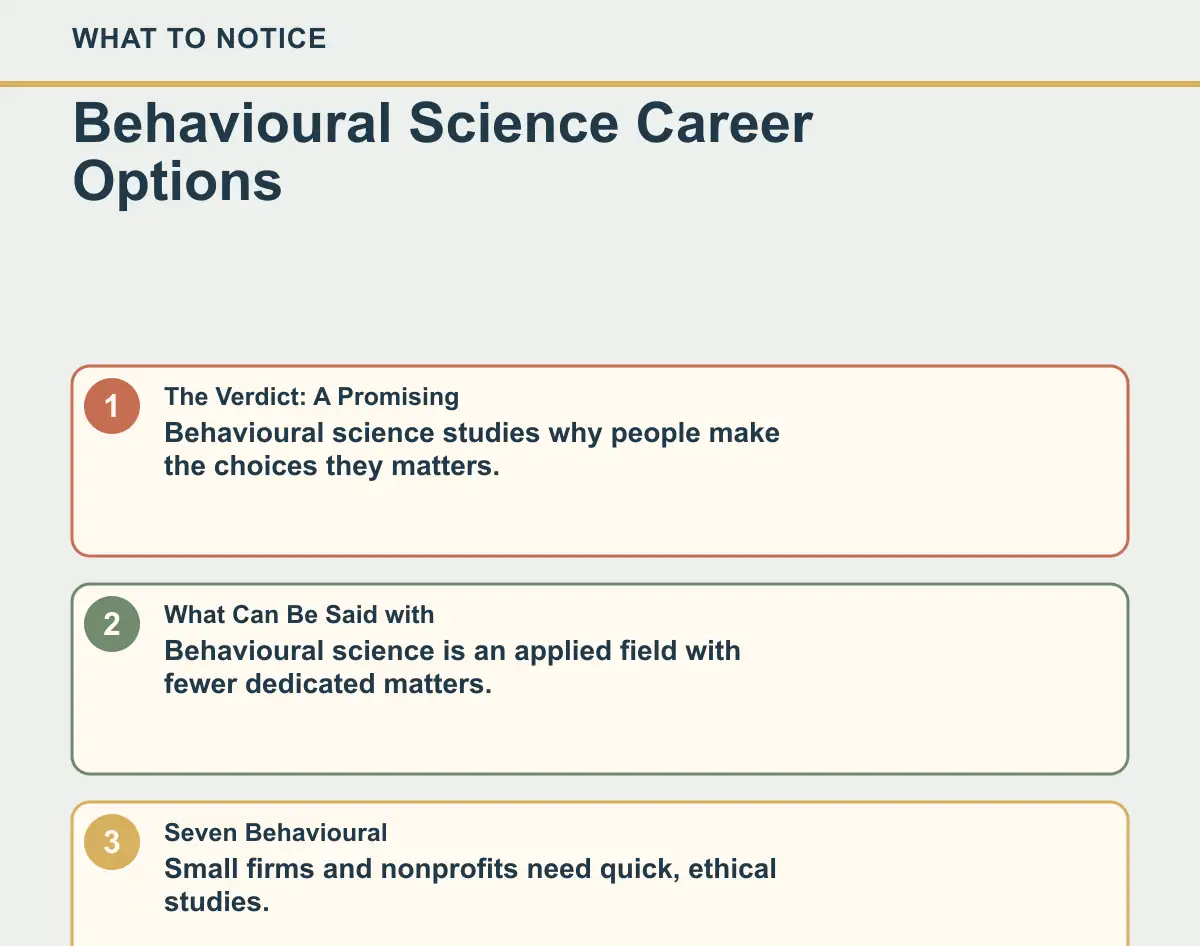 WHAT TO NOTICE
Behavioural Science Career
Options
1
The Verdict: A Promising
Behavioural science studies why people make
the choices they matters.
2
What Can Be Said with
Behavioural science is an applied field with
fewer dedicated matters.
3
Seven Behavioural
Small firms and nonprofits need quick, ethical
studies.